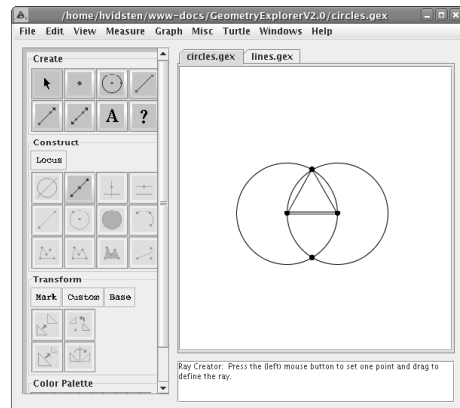 /home/hvidsten/www-docs/GeometryExplorerV2.0/circles.gex
File Edit View Measure Graph Misc Turtle Windows Help
Create
A ?
Construct
Locus
Transform
Mark Custom Base
Color Palette
circles.gex lines.gex
Ray Creator: Press the (left) mouse button to set one point and drag to
define the ray.